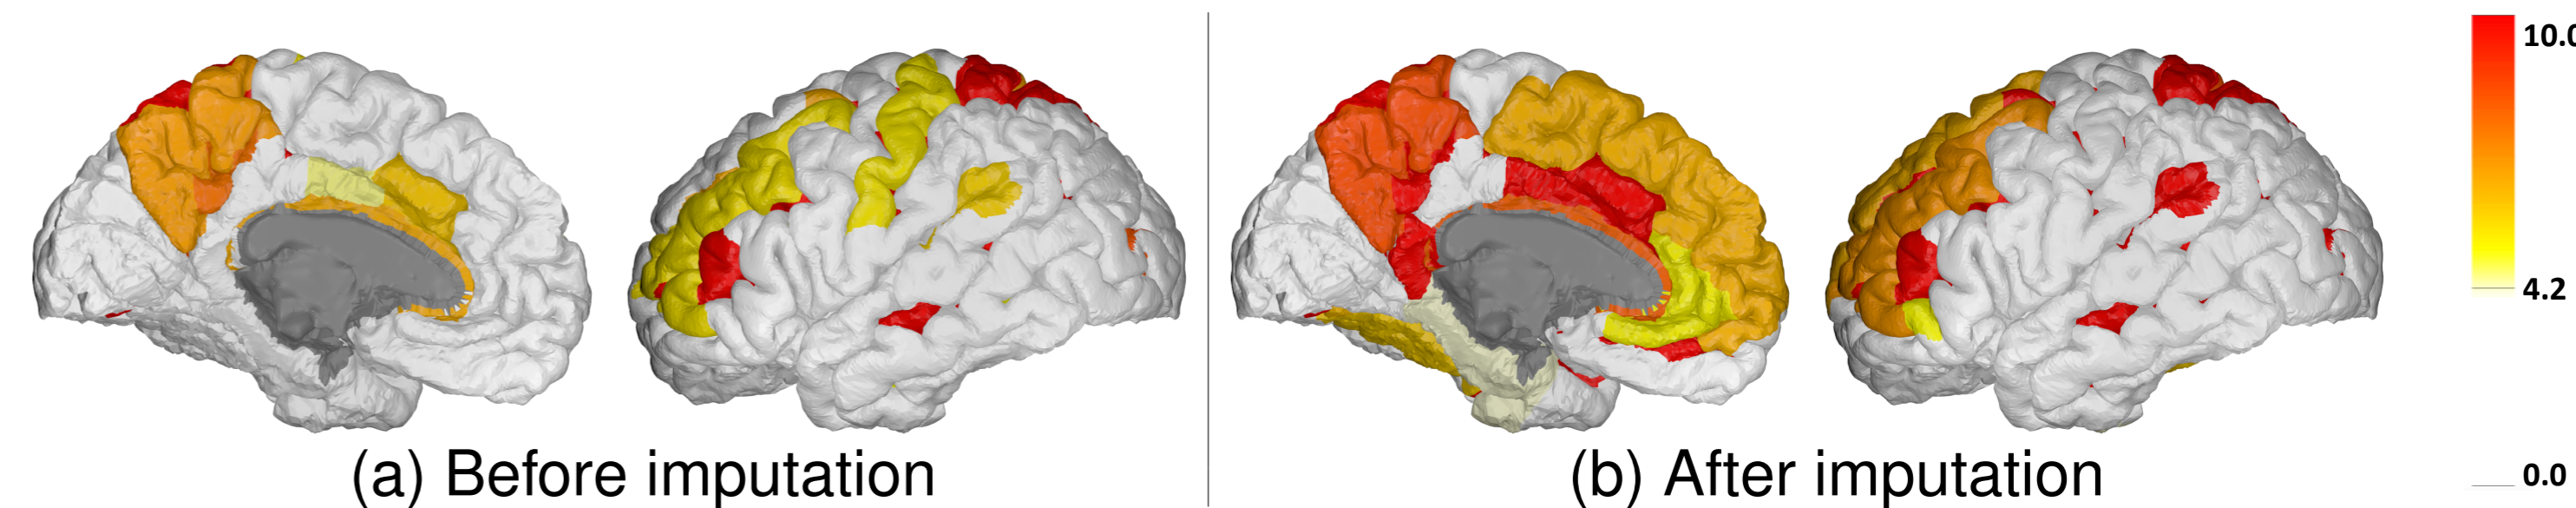 10.0
4.2
0.0
(a) Before imputation
(b) After imputation